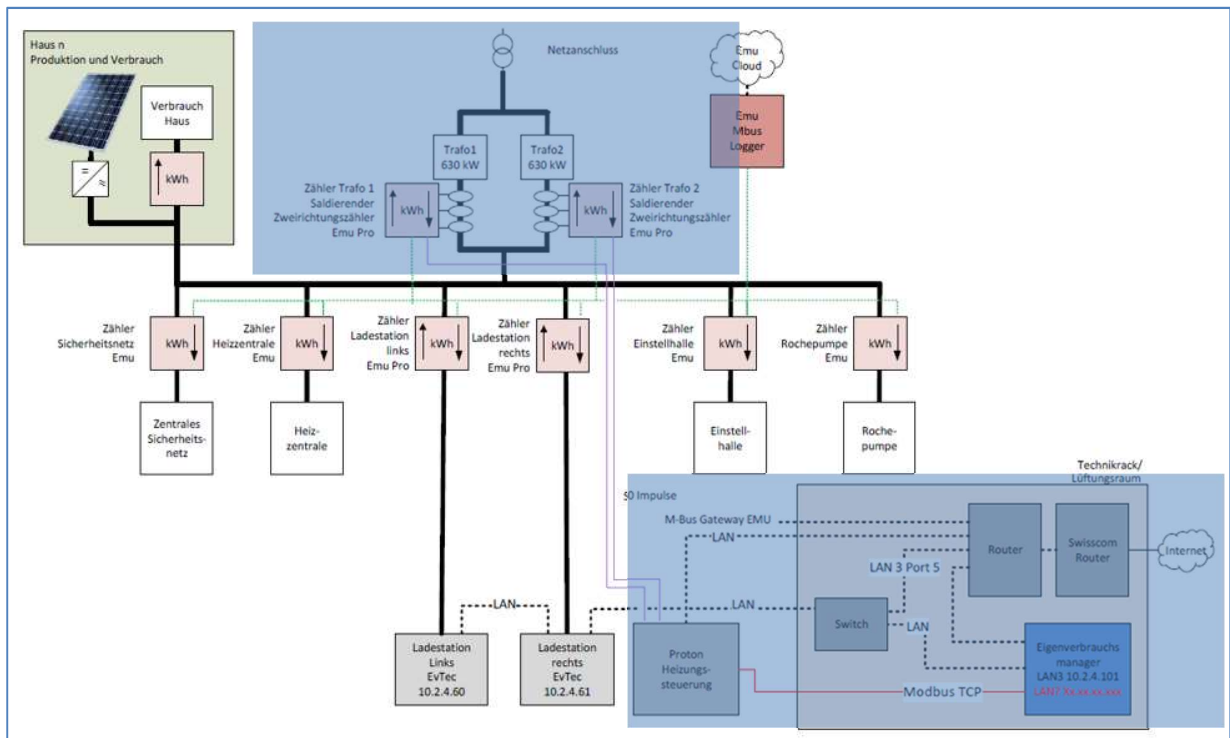 Haus n
Produktion und Verbrauch
Verbrauch
Haus
kWh
=
≈
Netzanschluss
Trafo1
630 kW
Trafo2
630 kW
Zähler Trafo 1
Saldierender
Zweirichtungszähler
Emu Pro
kWh
kWh
Zähler Trafo 2
Saldierender
Zweirichtungszähler
Emu Pro
Emu
Cloud
Emu
Mbus
Logger
Zähler
Sicherheitsnetz
Emu
kWh
Zähler
Heizzentrale
Emu
kWh
Zähler
Ladestation
links
Emu Pro
kWh
Zähler
Ladestation
rechts
Emu Pro
kWh
Zähler
Einstellhalle
Emu
kWh
Zähler
Rochepumpe
Emu
kWh
Zentrales
Sicherheits-
netz
Heiz-
zentrale
Einstell-
halle
Roche-
pumpe
Technikrack/
Lüftungsraum
S0 Impulse
M-Bus Gateway EMU
LAN
Router
Swisscom
Router
Internet
LAN 3 Port 5
LAN
LAN
Switch
LAN
Ladestation
Links
EvTec
10.2.4.60
Ladestation
rechts
EvTec
10.2.4.61
Proton
Heizungs-
steuerung
Modbus TCP
Eigenverbrauchs
manager
LAN3 10.2.4.101
LAN7 Xx.xx.xx.xxx